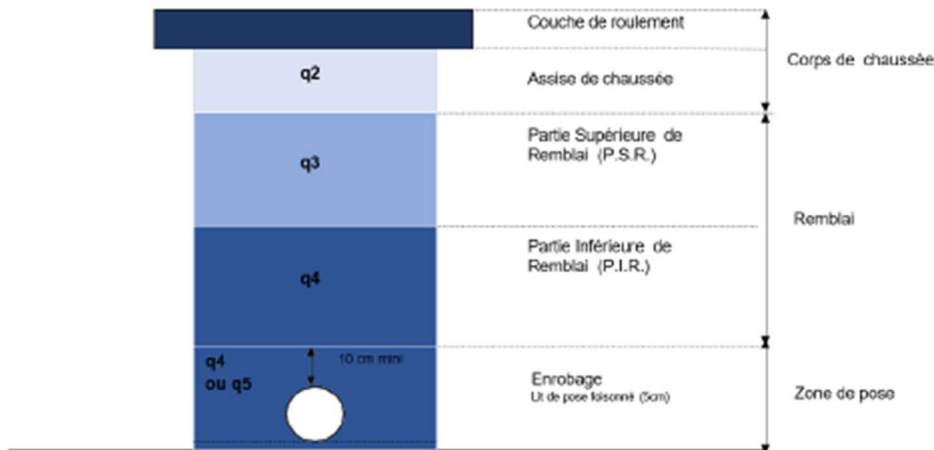 Couche de roulement
Corps de chaussée
q2
Assise de chaussée
Partie Supérieure de
Remblai (P.S.R.)
q3
Remblai
Partie Inférieure de
Remblai (P.I.R.)
q4
q4
ou q5
10 cm mini
Enrobage
Lit de pose foisonné (5cm)
Zone de pose